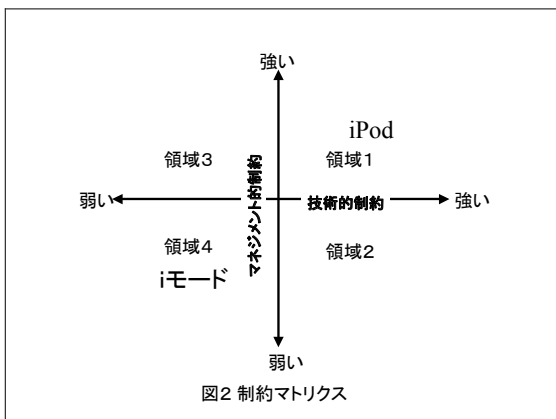 強い
iPod
領域3
領域1
マネジメント的制約
弱い
技術的制約
強い
領域4
領域2
iモード
弱い
図2 制約マトリクス